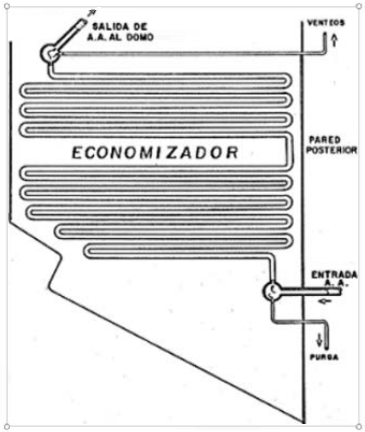 SALIDA DE
A.A. AL DOMO
VENTEOS
ECONOMIZADOR
PARED
POSTERIOR
ENTRADA
A. A.
PURGA